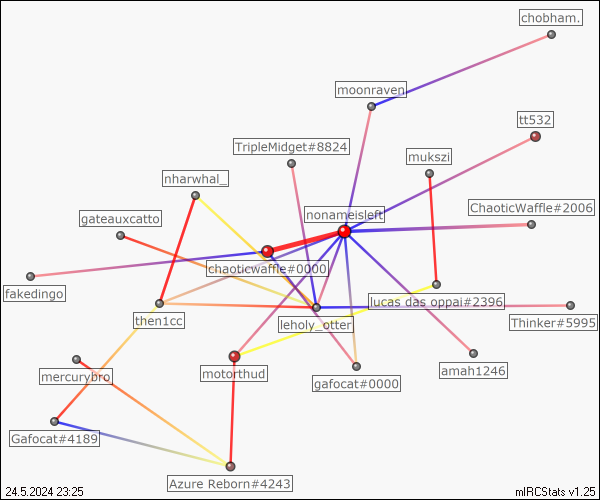 chobham.
moonraven
tt532
TripleMidget#8824
mukszi
nharwhal_
ChaoticWaffle#2006
nonameisleft
gateauxcatto
chaoticwaffle#0000
fakedingo
lucas das oppai#2396
then1cc
leholy_otter
Thinker#5995
mercurybro
motorthud
amah1246
gafocat#0000
Gafocat#4189
Azure Reborn#4243
24.5.2024 23:25
mIRCStats v1.25